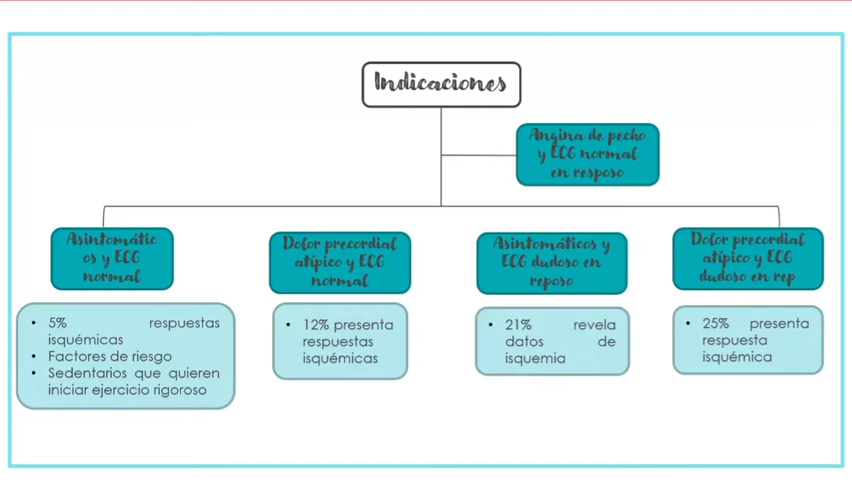 Indicaciones
Angina de pecho
y ECG normal
en resposo
Asintomátic
os y ECG
normal
• 5% respuestas
isquémicas
• Factores de riesgo
• Sedentarios que quieren
iniciar ejercicio rigoroso
Dolor precordial
atípico y ECG
normal
• 12% presenta
respuestas
isquémicas
Asintomáticos y
ECG dudoso en
reposo
• 21% revela
datos de
isquemia
Dolor precordial
atípico y ECG
dudoso en rep
• 25% presenta
respuesta
isquémica